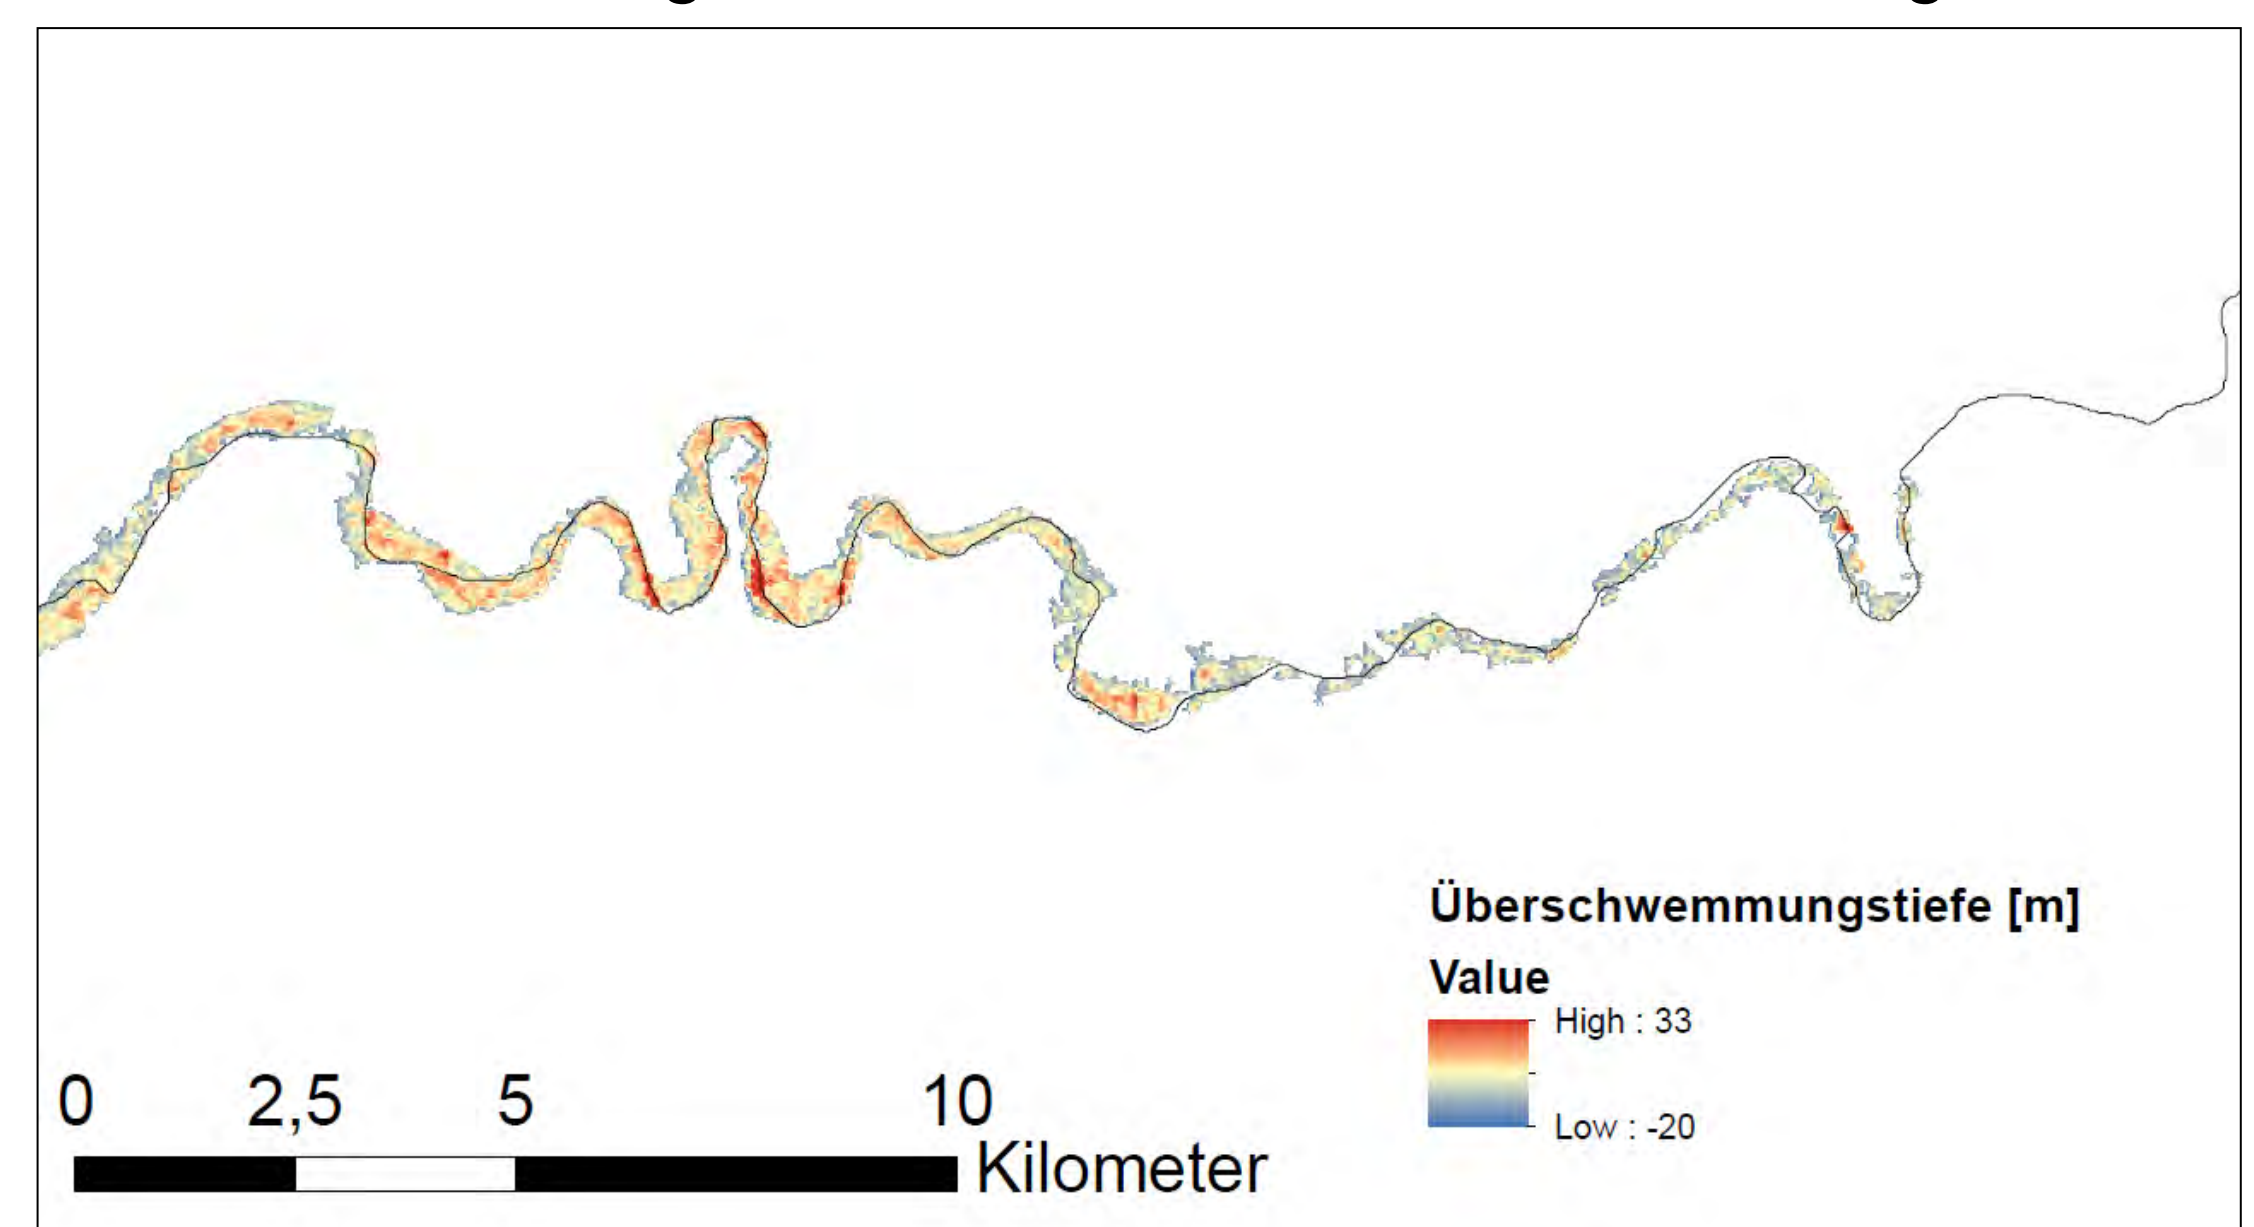 Überschwemmungstiefe [m]
Value
High : 33
Low : -20
0 2,5 5 10
Kilometer